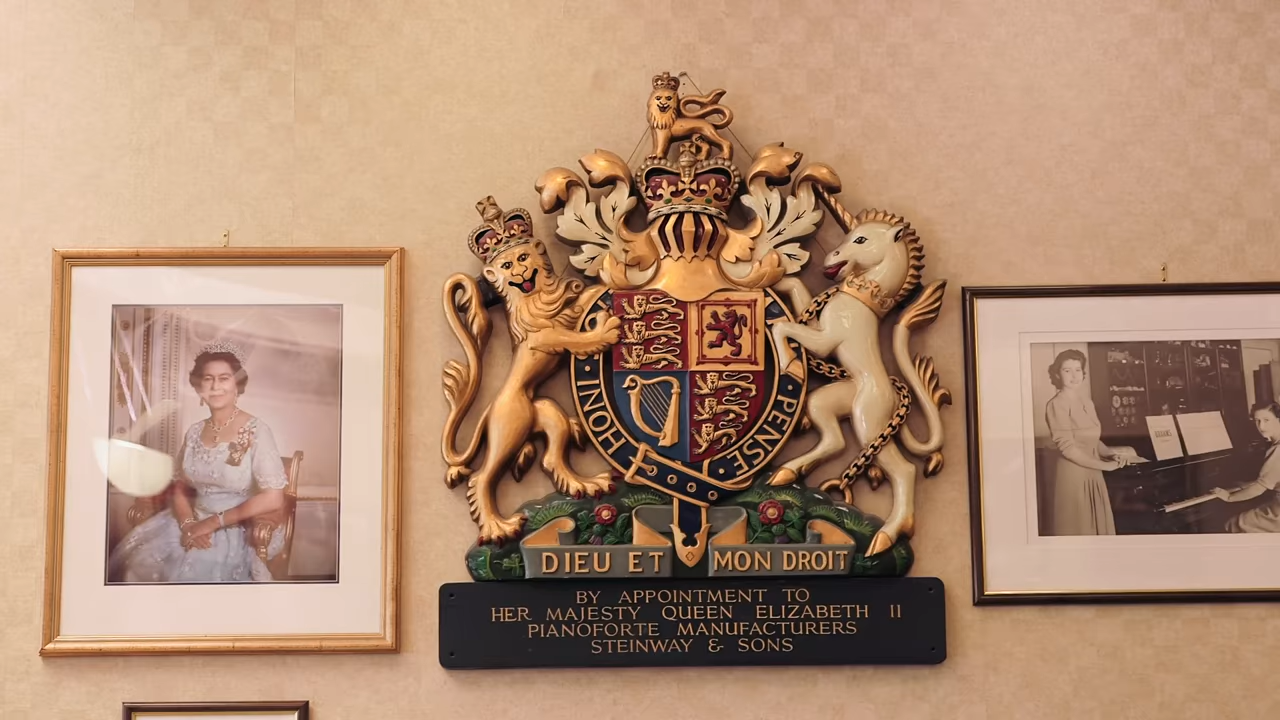 HONI
PENSE
DIEU ET MON DROIT
BY APPOINTMENT TO
HER MAJESTY QUEEN ELIZABETH II
PIANOFORTE MANUFACTURERS
STEINWAY & SONS